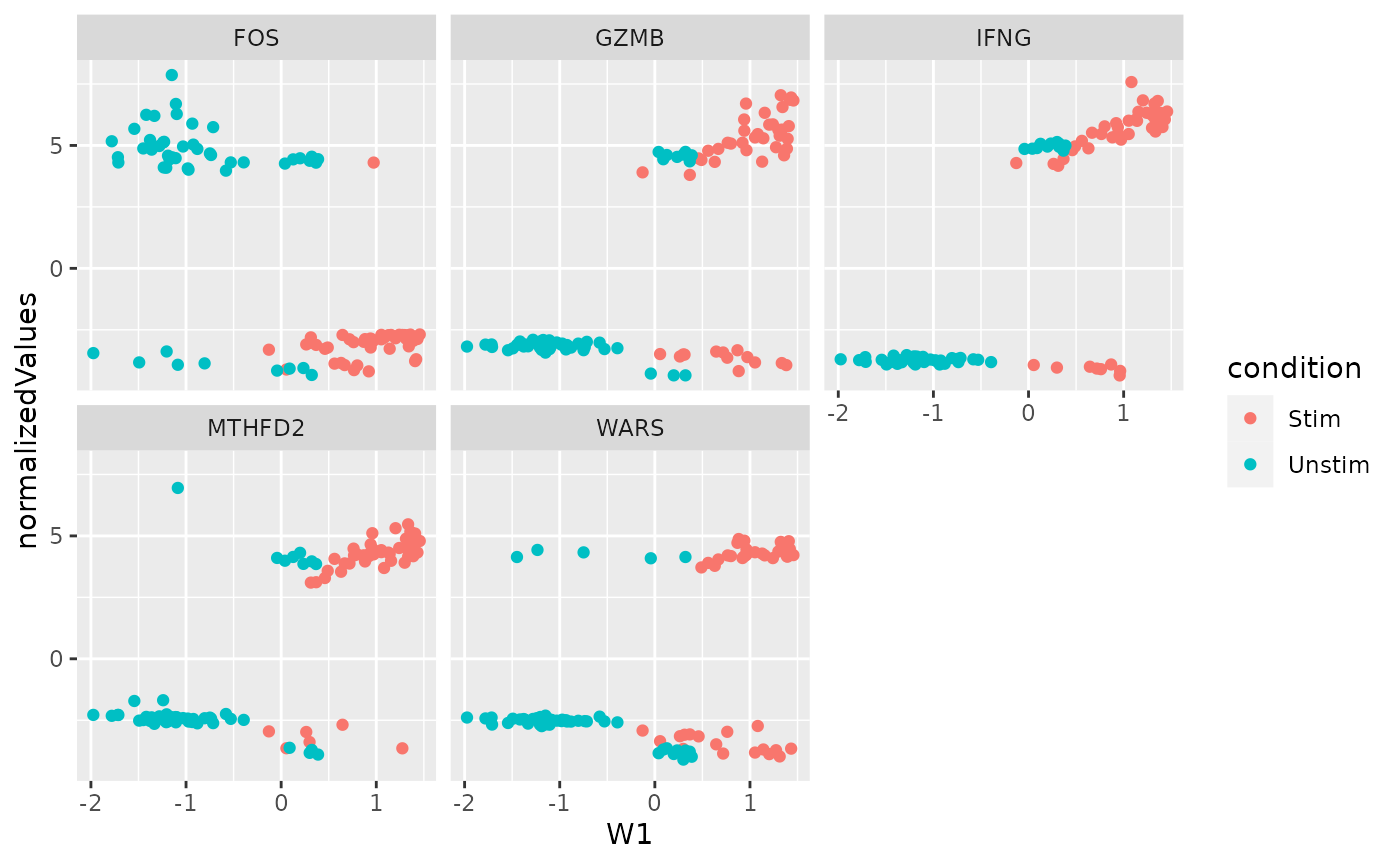 FOS GZMB IFNG
5
0
-2 -1 0 1
MTHFD2 WARS
5
0
-2 -1 0 1 -2 -1 0 1
W1
normalizedValues
condition
Stim
Unstim